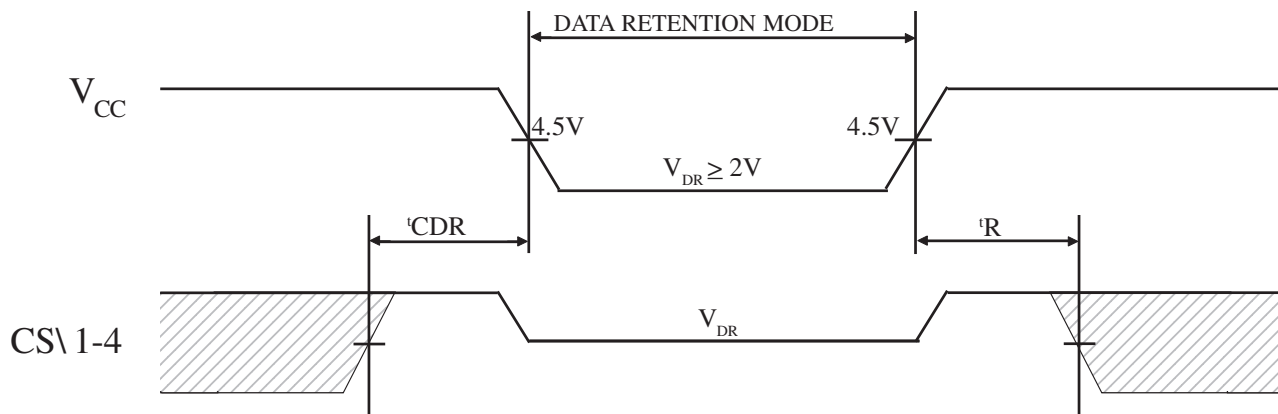 DATA RETENTION MODE
VCC
4.5V 4.5V
VDR ≥ 2V
tCDR tR
CS\ 1-4
VDR